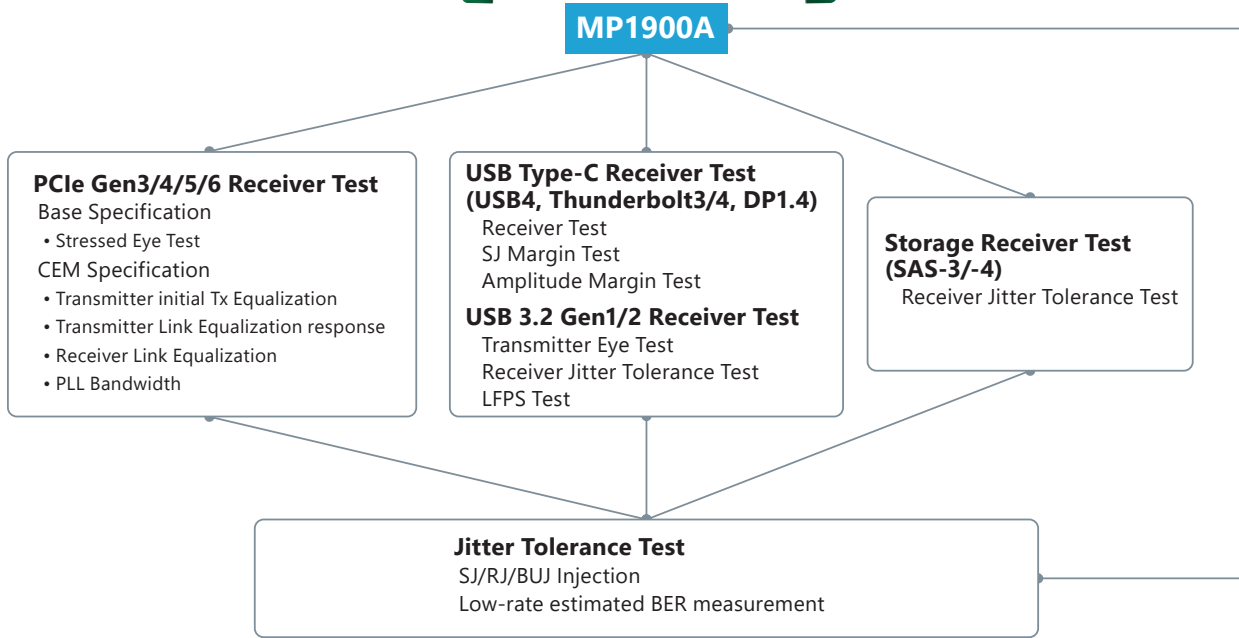 MP1900A
PCIe Gen3/4/5/6 Receiver Test
Base Specification
• Stressed Eye Test
CEM Specification
• Transmitter initial Tx Equalization
• Transmitter Link Equalization response
• Receiver Link Equalization
• PLL Bandwidth
USB Type-C Receiver Test
(USB4, Thunderbolt3/4, DP1.4)
Receiver Test
SJ Margin Test
Amplitude Margin Test
USB 3.2 Gen1/2 Receiver Test
Transmitter Eye Test
Receiver Jitter Tolerance Test
LFPS Test
Storage Receiver Test
(SAS-3/-4)
Receiver Jitter Tolerance Test
Jitter Tolerance Test
SJ/RJ/BUJ Injection
Low-rate estimated BER measurement